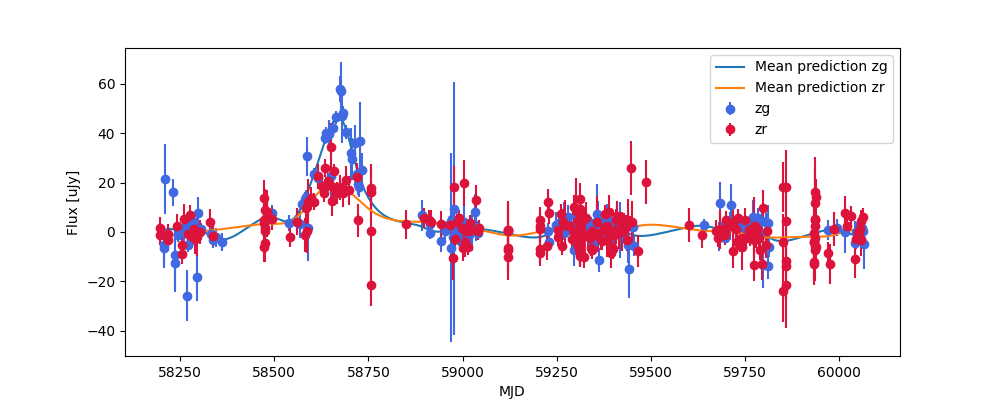 Mean prediction zg
Mean prediction zr
zg
zr
60
40
20
0
−20
−40
Flux [uJy]
58250
58500
58750
59000
59250
59500
59750
60000
MJD